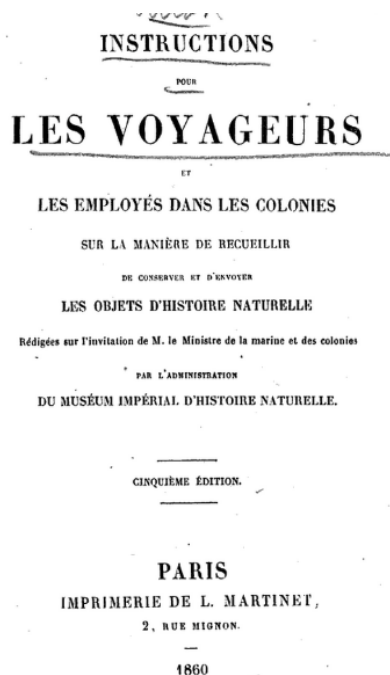 INSTRUCTIONS
POUR
LES VOYAGEURS
ET
LES EMPLOYÉS DANS LES COLONIES
SUR LA MANIÈRE DE RECUEILLIR
DE CONSERVER ET D'ENVOYER
LES OBJETS D'HISTOIRE NATURELLE
Rédigées sur l'invitation de M. le Ministre de la marine et des colonies
PAR L'ADMINISTRATION
DU MUSÉUM IMPÉRIAL D'HISTOIRE NATURELLE.
CINQUIÈME ÉDITION.
PARIS
IMPRIMERIE DE L. MARTINET,
2, RUE MIGNON.
1860